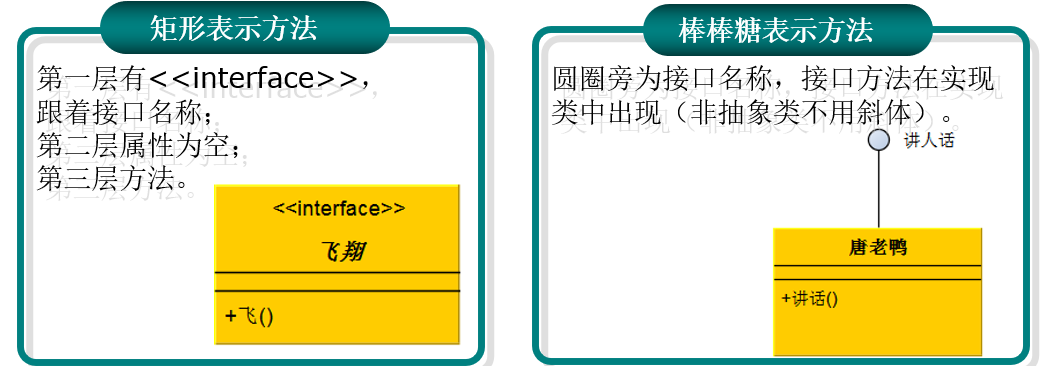 矩形表示方法
第一层有<<interface>>，
跟着接口名称；
第二层属性为空；
第三层方法。
<<interface>>
飞翔
+飞()
棒棒糖表示方法
圆圈旁为接口名称，接口方法在实现
类中出现（非抽象类不用斜体）。
讲人话
唐老鸭
+讲话()